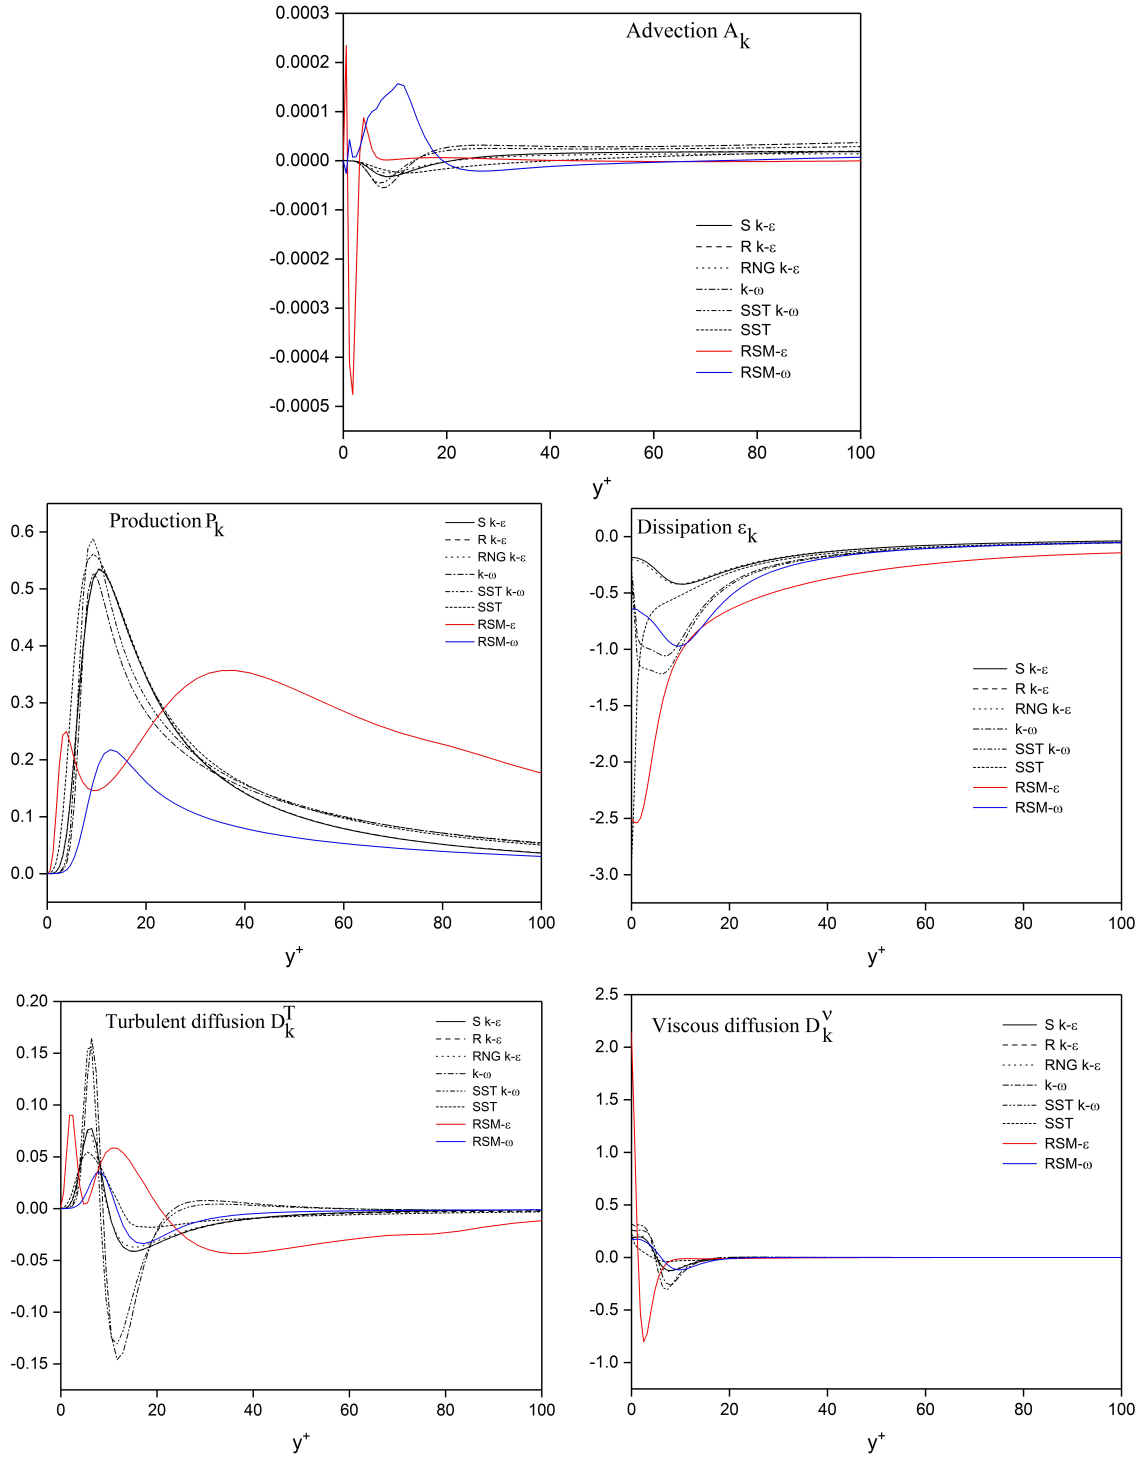 Advection A_k
0.0003
0.0002
0.0001
0.0000
-0.0001
-0.0002
-0.0003
-0.0004
-0.0005
0 20 40 60 80 100
y⁺
S k-ε
R k-ε
RNG k-ε
k-ω
SST k-ω
SST
RSM-ε
RSM-ω
Production P_k
0.6
0.5
0.4
0.3
0.2
0.1
0.0
0 20 40 60 80 100
y⁺
S k-ε
R k-ε
RNG k-ε
k-ω
SST k-ω
SST
RSM-ε
RSM-ω
Dissipation ε_k
0.0
-0.5
-1.0
-1.5
-2.0
-2.5
-3.0
0 20 40 60 80 100
y⁺
S k-ε
R k-ε
RNG k-ε
k-ω
SST k-ω
SST
RSM-ε
RSM-ω
Turbulent diffusion D_k^T
0.20
0.15
0.10
0.05
0.00
-0.05
-0.10
-0.15
0 20 40 60 80 100
y⁺
S k-ε
R k-ε
RNG k-ε
k-ω
SST k-ω
SST
RSM-ε
RSM-ω
Viscous diffusion D_k^ν
2.5
2.0
1.5
1.0
0.5
0.0
-0.5
-1.0
0 20 40 60 80 100
y⁺
S k-ε
R k-ε
RNG k-ε
k-ω
SST k-ω
SST
RSM-ε
RSM-ω